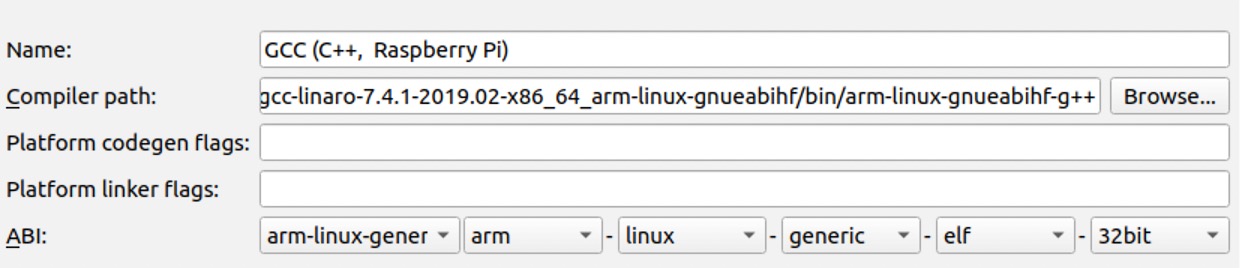 Name: GCC (C++,  Raspberry Pi)
Compiler path: gcc-linaro-7.4.1-2019.02-x86_64_arm-linux-gnueabihf/bin/arm-linux-gnueabihf-g++ Browse...
Platform codegen flags:
Platform linker flags:
ABI: arm-linux-gener arm - linux - generic - elf - 32bit